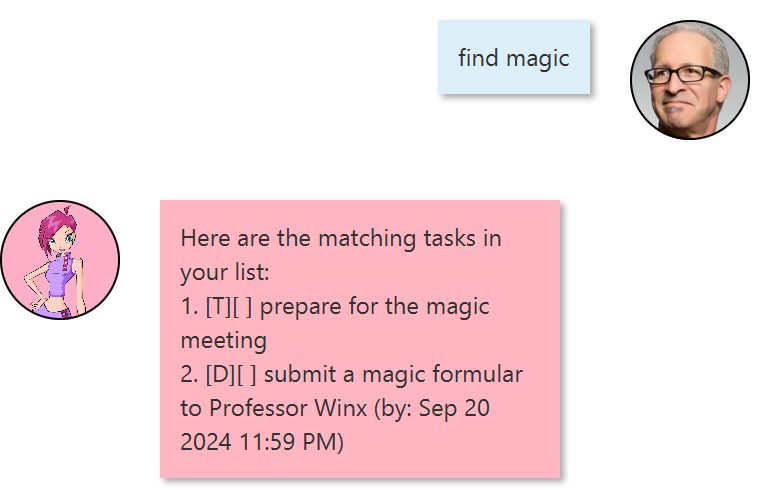 find magic
Here are the matching tasks in
your list:
1. [T][ ] prepare for the magic
meeting
2. [D][ ] submit a magic formular
to Professor Winx (by: Sep 20
2024 11:59 PM)